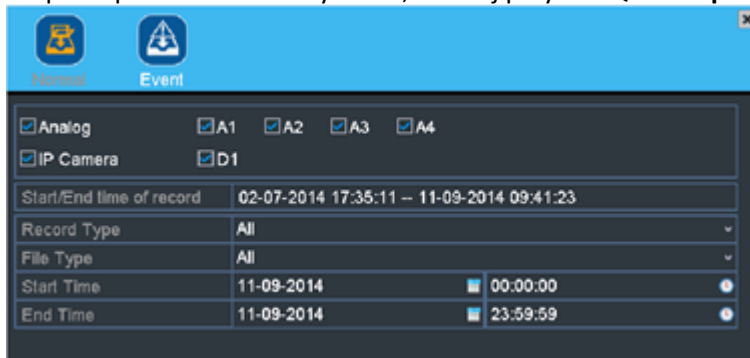 Normal Event
Analog A1 A2 A3 A4
IP Camera D1
Start/End time of record 02-07-2014 17:35:11 -- 11-09-2014 09:41:23
Record Type All
File Type All
Start Time 11-09-2014 00:00:00
End Time 11-09-2014 23:59:59